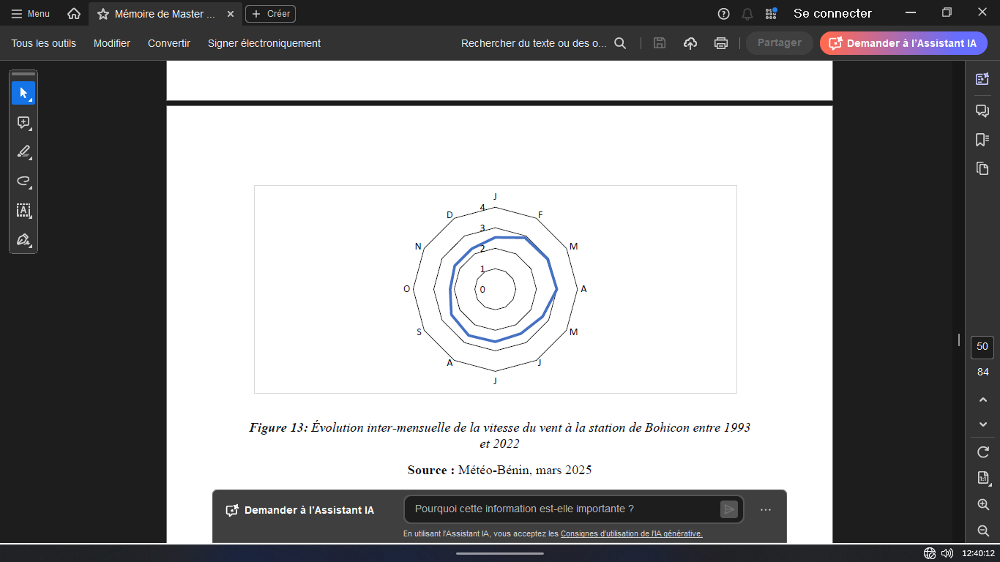 Menu
Mémoire de Master ...
Créer
Se connecter
Tous les outils
Modifier
Convertir
Signer électroniquement
Rechercher du texte ou des o...
Partager
Demander à l'Assistant IA
J
F
M
A
M
J
J
A
S
O
N
D
4
3
2
1
0
Figure 13: Évolution inter-mensuelle de la vitesse du vent à la station de Bohicon entre 1993
et 2022
Source : Météo-Bénin, mars 2025
50
84
1:1
Demander à l'Assistant IA
Pourquoi cette information est-elle importante ?
En utilisant l'Assistant IA, vous acceptez les Consignes d'utilisation de l'IA générative.
12:40:12